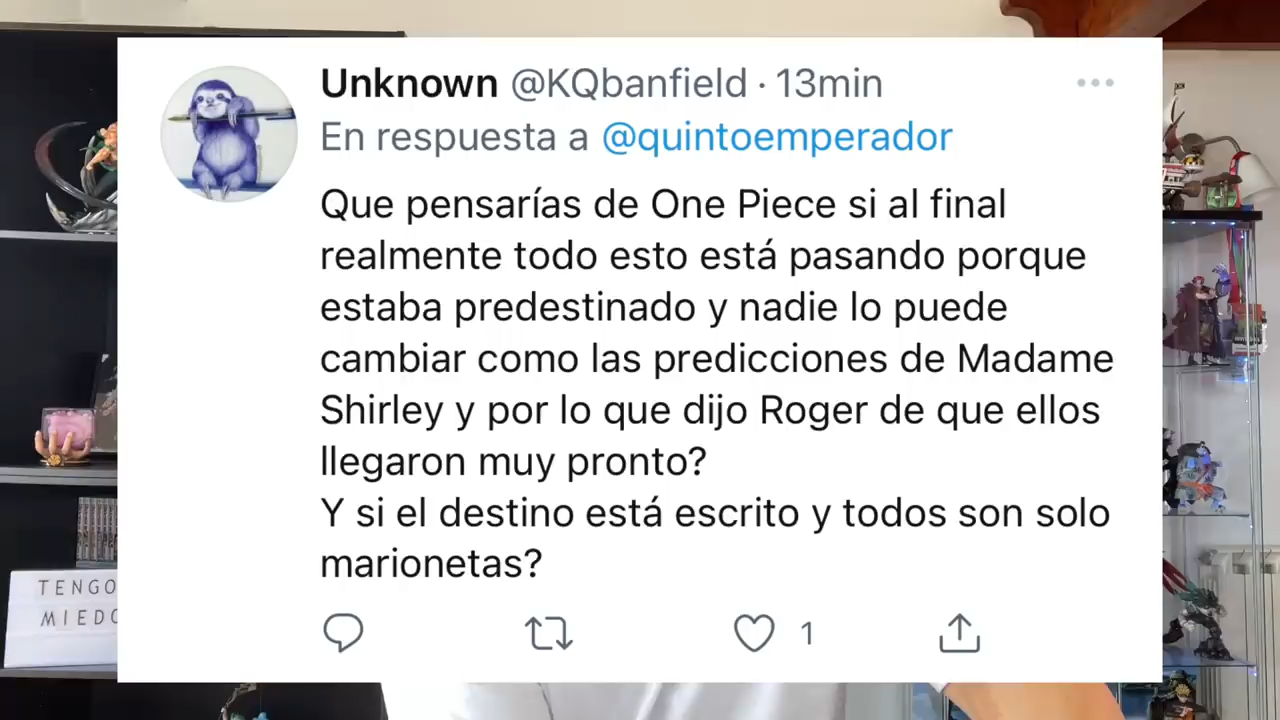 Unknown @KQbanfield · 13min
En respuesta a @quintoemperador
Que pensarías de One Piece si al final
realmente todo esto está pasando porque
estaba predestinado y nadie lo puede
cambiar como las predicciones de Madame
Shirley y por lo que dijo Roger de que ellos
llegaron muy pronto?
Y si el destino está escrito y todos son solo
marionetas?
1
TENGO
MIEDO